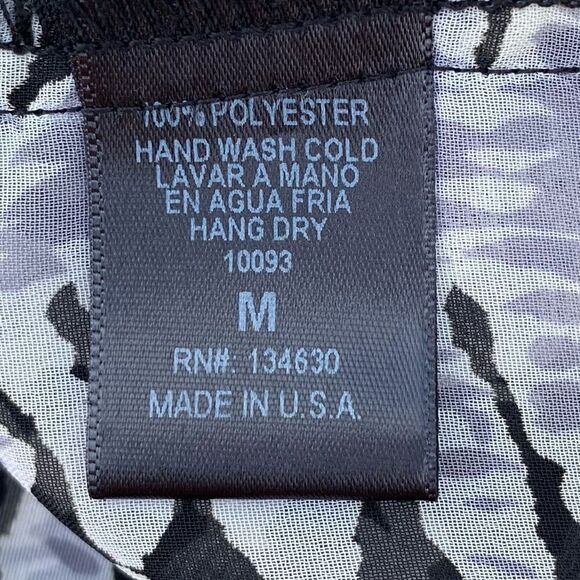 100% POLYESTER
HAND WASH COLD
LAVAR A MANO
EN AGUA FRIA
HANG DRY
10093
M
RN#. 134630
MADE IN U.S.A.